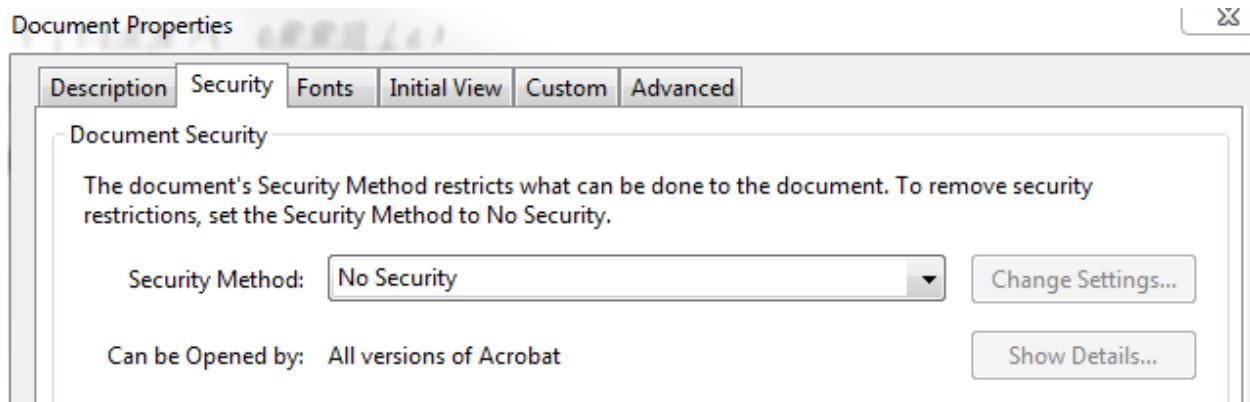 Document Properties
Description Security Fonts Initial View Custom Advanced
Document Security
The document's Security Method restricts what can be done to the document. To remove security
restrictions, set the Security Method to No Security.
Security Method: No Security Change Settings...
Can be Opened by: All versions of Acrobat Show Details...